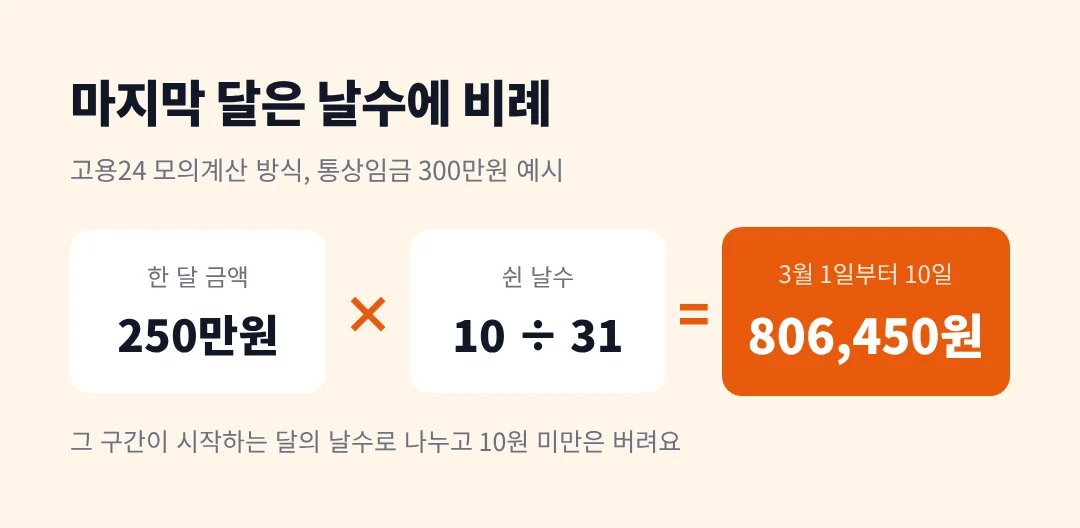 마지막 달은 날수에 비례
고용24 모의계산 방식, 통상임금 300만원 예시
한 달 금액
250만원
×
쉰 날수
10 ÷ 31
=
3월 1일부터 10일
806,450원
그 구간이 시작하는 달의 날수로 나누고 10원 미만은 버려요